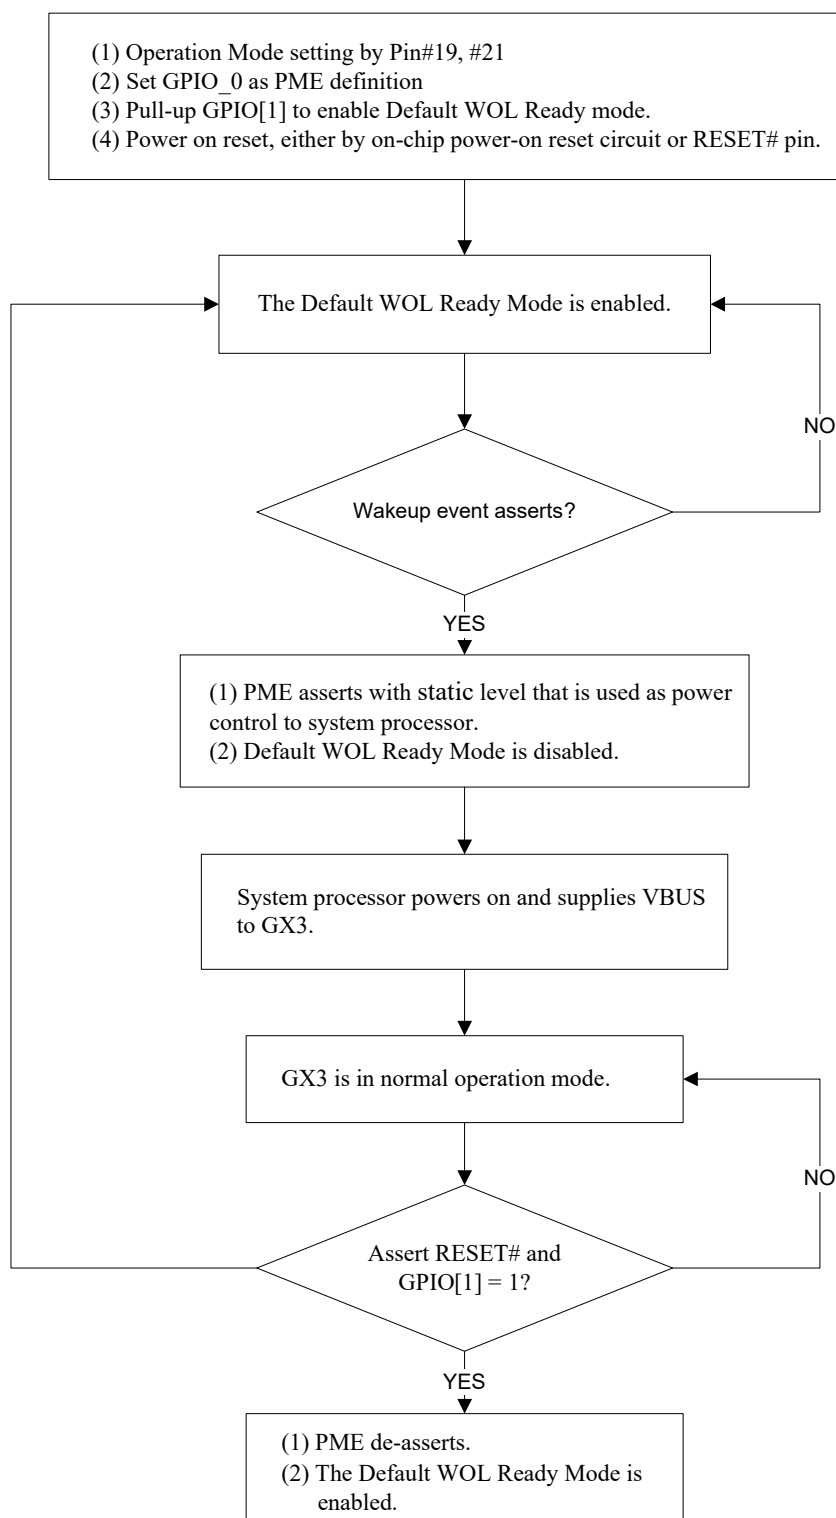 (1) Operation Mode setting by Pin#19, #21
(2) Set GPIO_0 as PME definition
(3) Pull-up GPIO[1] to enable Default WOL Ready mode.
(4) Power on reset, either by on-chip power-on reset circuit or RESET# pin.
The Default WOL Ready Mode is enabled.
NO
Wakeup event asserts?
YES
(1) PME asserts with static level that is used as power
control to system processor.
(2) Default WOL Ready Mode is disabled.
System processor powers on and supplies VBUS
to GX3.
GX3 is in normal operation mode.
NO
Assert RESET# and
GPIO[1] = 1?
YES
(1) PME de-asserts.
(2) The Default WOL Ready Mode is
enabled.